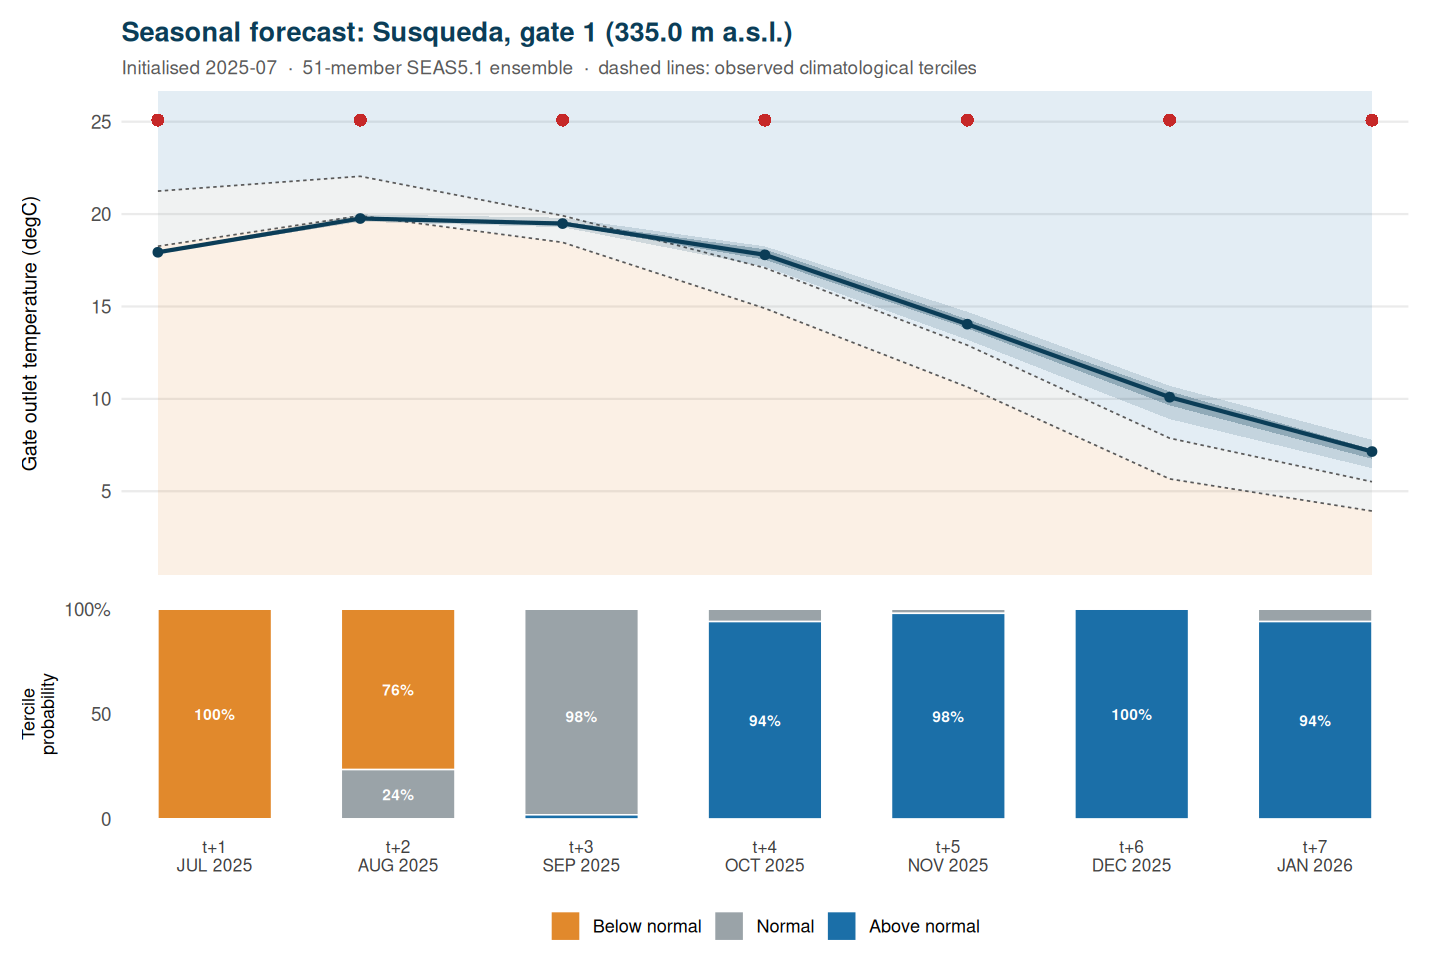 Seasonal forecast: Susqueda, gate 1 (335.0 m a.s.l.)
Initialised 2025-07 · 51-member SEAS5.1 ensemble · dashed lines: observed climatological terciles
Gate outlet temperature (degC)
25
20
15
10
5
Tercile
probability
100%
50
0
100%
76%
24%
98%
94%
98%
100%
94%
t+1
JUL 2025
t+2
AUG 2025
t+3
SEP 2025
t+4
OCT 2025
t+5
NOV 2025
t+6
DEC 2025
t+7
JAN 2026
Below normal
Normal
Above normal